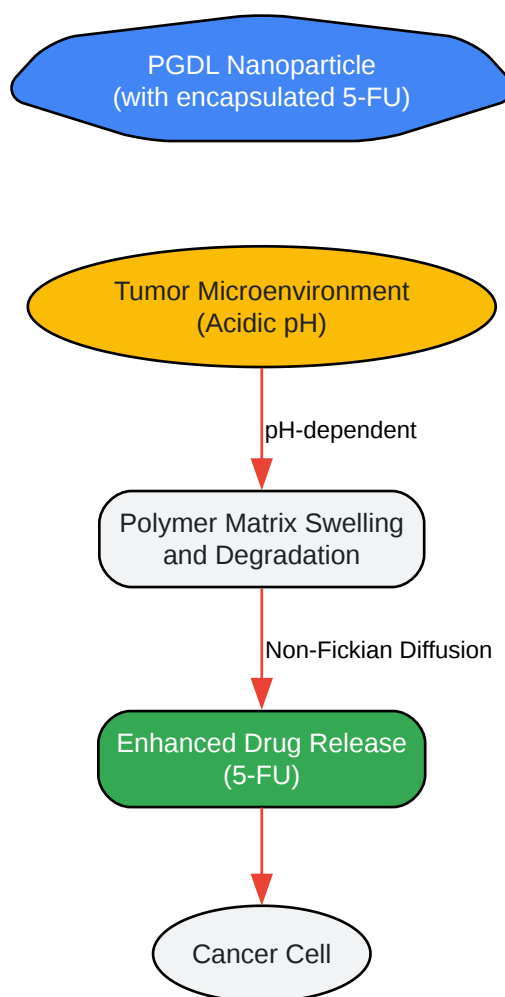 PGDL Nanoparticle
(with encapsulated 5-FU)
Tumor Microenvironment
(Acidic pH)
pH-dependent
Polymer Matrix Swelling
and Degradation
Non-Fickian Diffusion
Enhanced Drug Release
(5-FU)
Cancer Cell